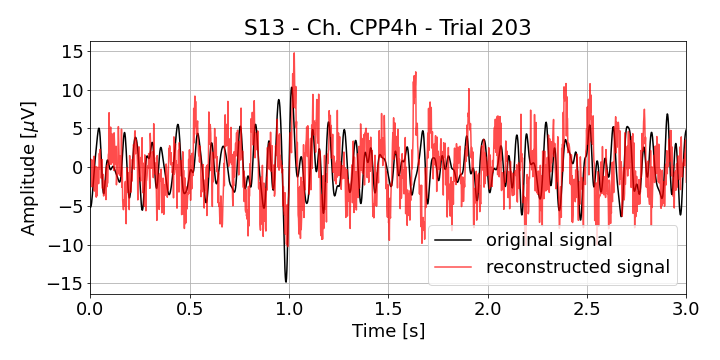 S13 - Ch. CPP4h - Trial 203
Amplitude [μV]
15
10
5
0
−5
−10
−15
0.0 0.5 1.0 1.5 2.0 2.5 3.0
Time [s]
original signal
reconstructed signal